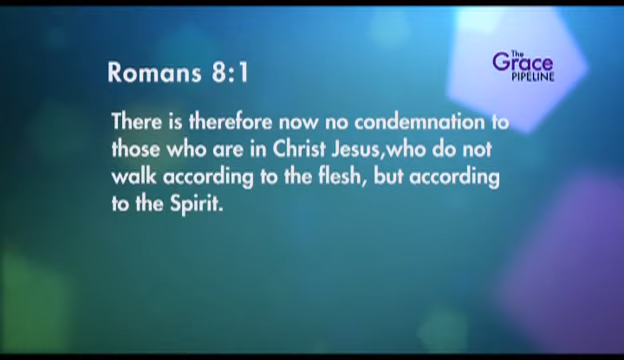 The
Grace
PIPELINE
Romans 8:1
There is therefore now no condemnation to
those who are in Christ Jesus,who do not
walk according to the flesh, but according
to the Spirit.